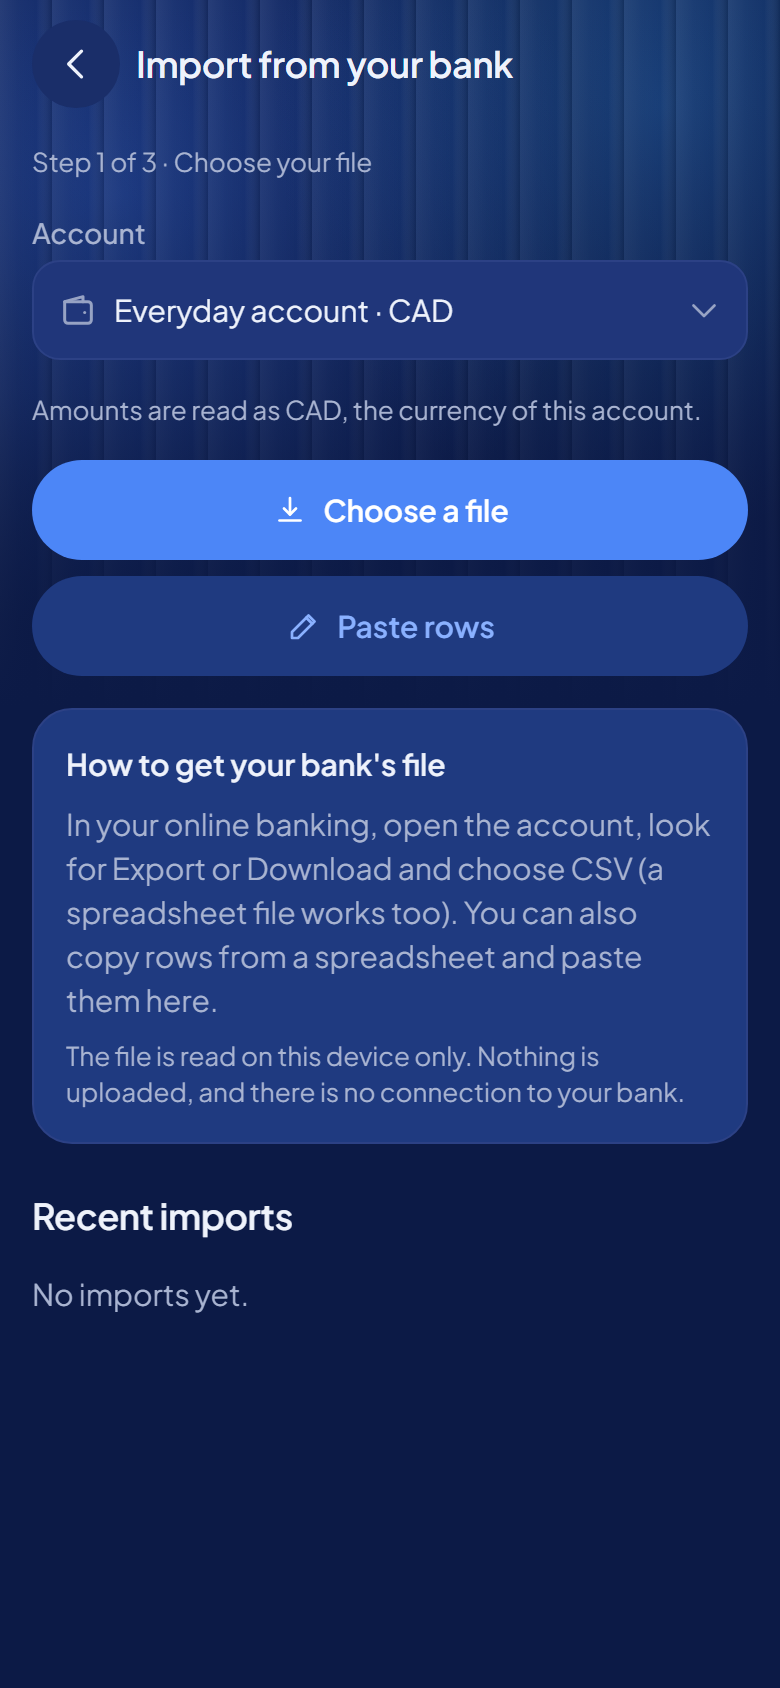 Import from your bank
Step 1 of 3 · Choose your file
Account
Everyday account · CAD
Amounts are read as CAD, the currency of this account.
Choose a file
Paste rows
How to get your bank's file
In your online banking, open the account, look
for Export or Download and choose CSV (a
spreadsheet file works too). You can also
copy rows from a spreadsheet and paste
them here.
The file is read on this device only. Nothing is
uploaded, and there is no connection to your bank.
Recent imports
No imports yet.